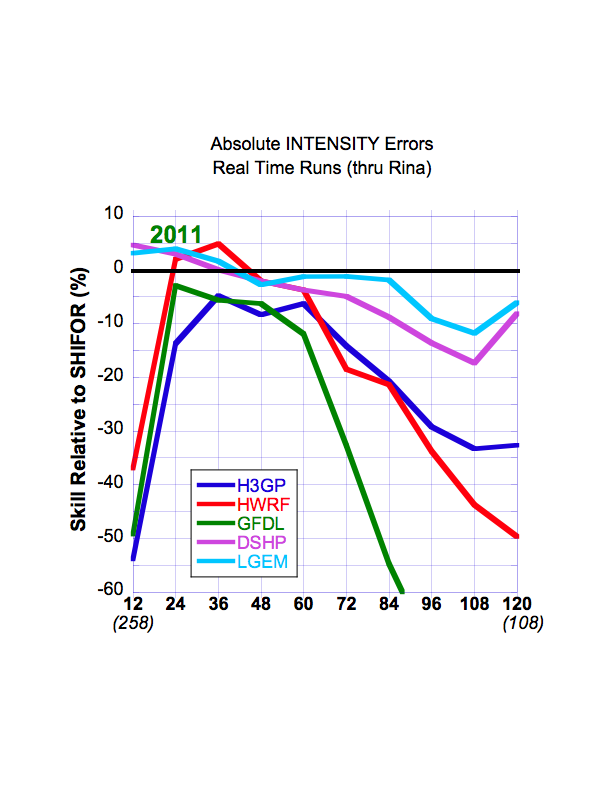 Absolute INTENSITY Errors
Real Time Runs (thru Rina)
2011
Skill Relative to SHIFOR (%)
10
0
-10
-20
-30
-40
-50
-60
H3GP
HWRF
GFDL
DSHP
LGEM
12 24 36 48 60 72 84 96 108 120
(258) (108)